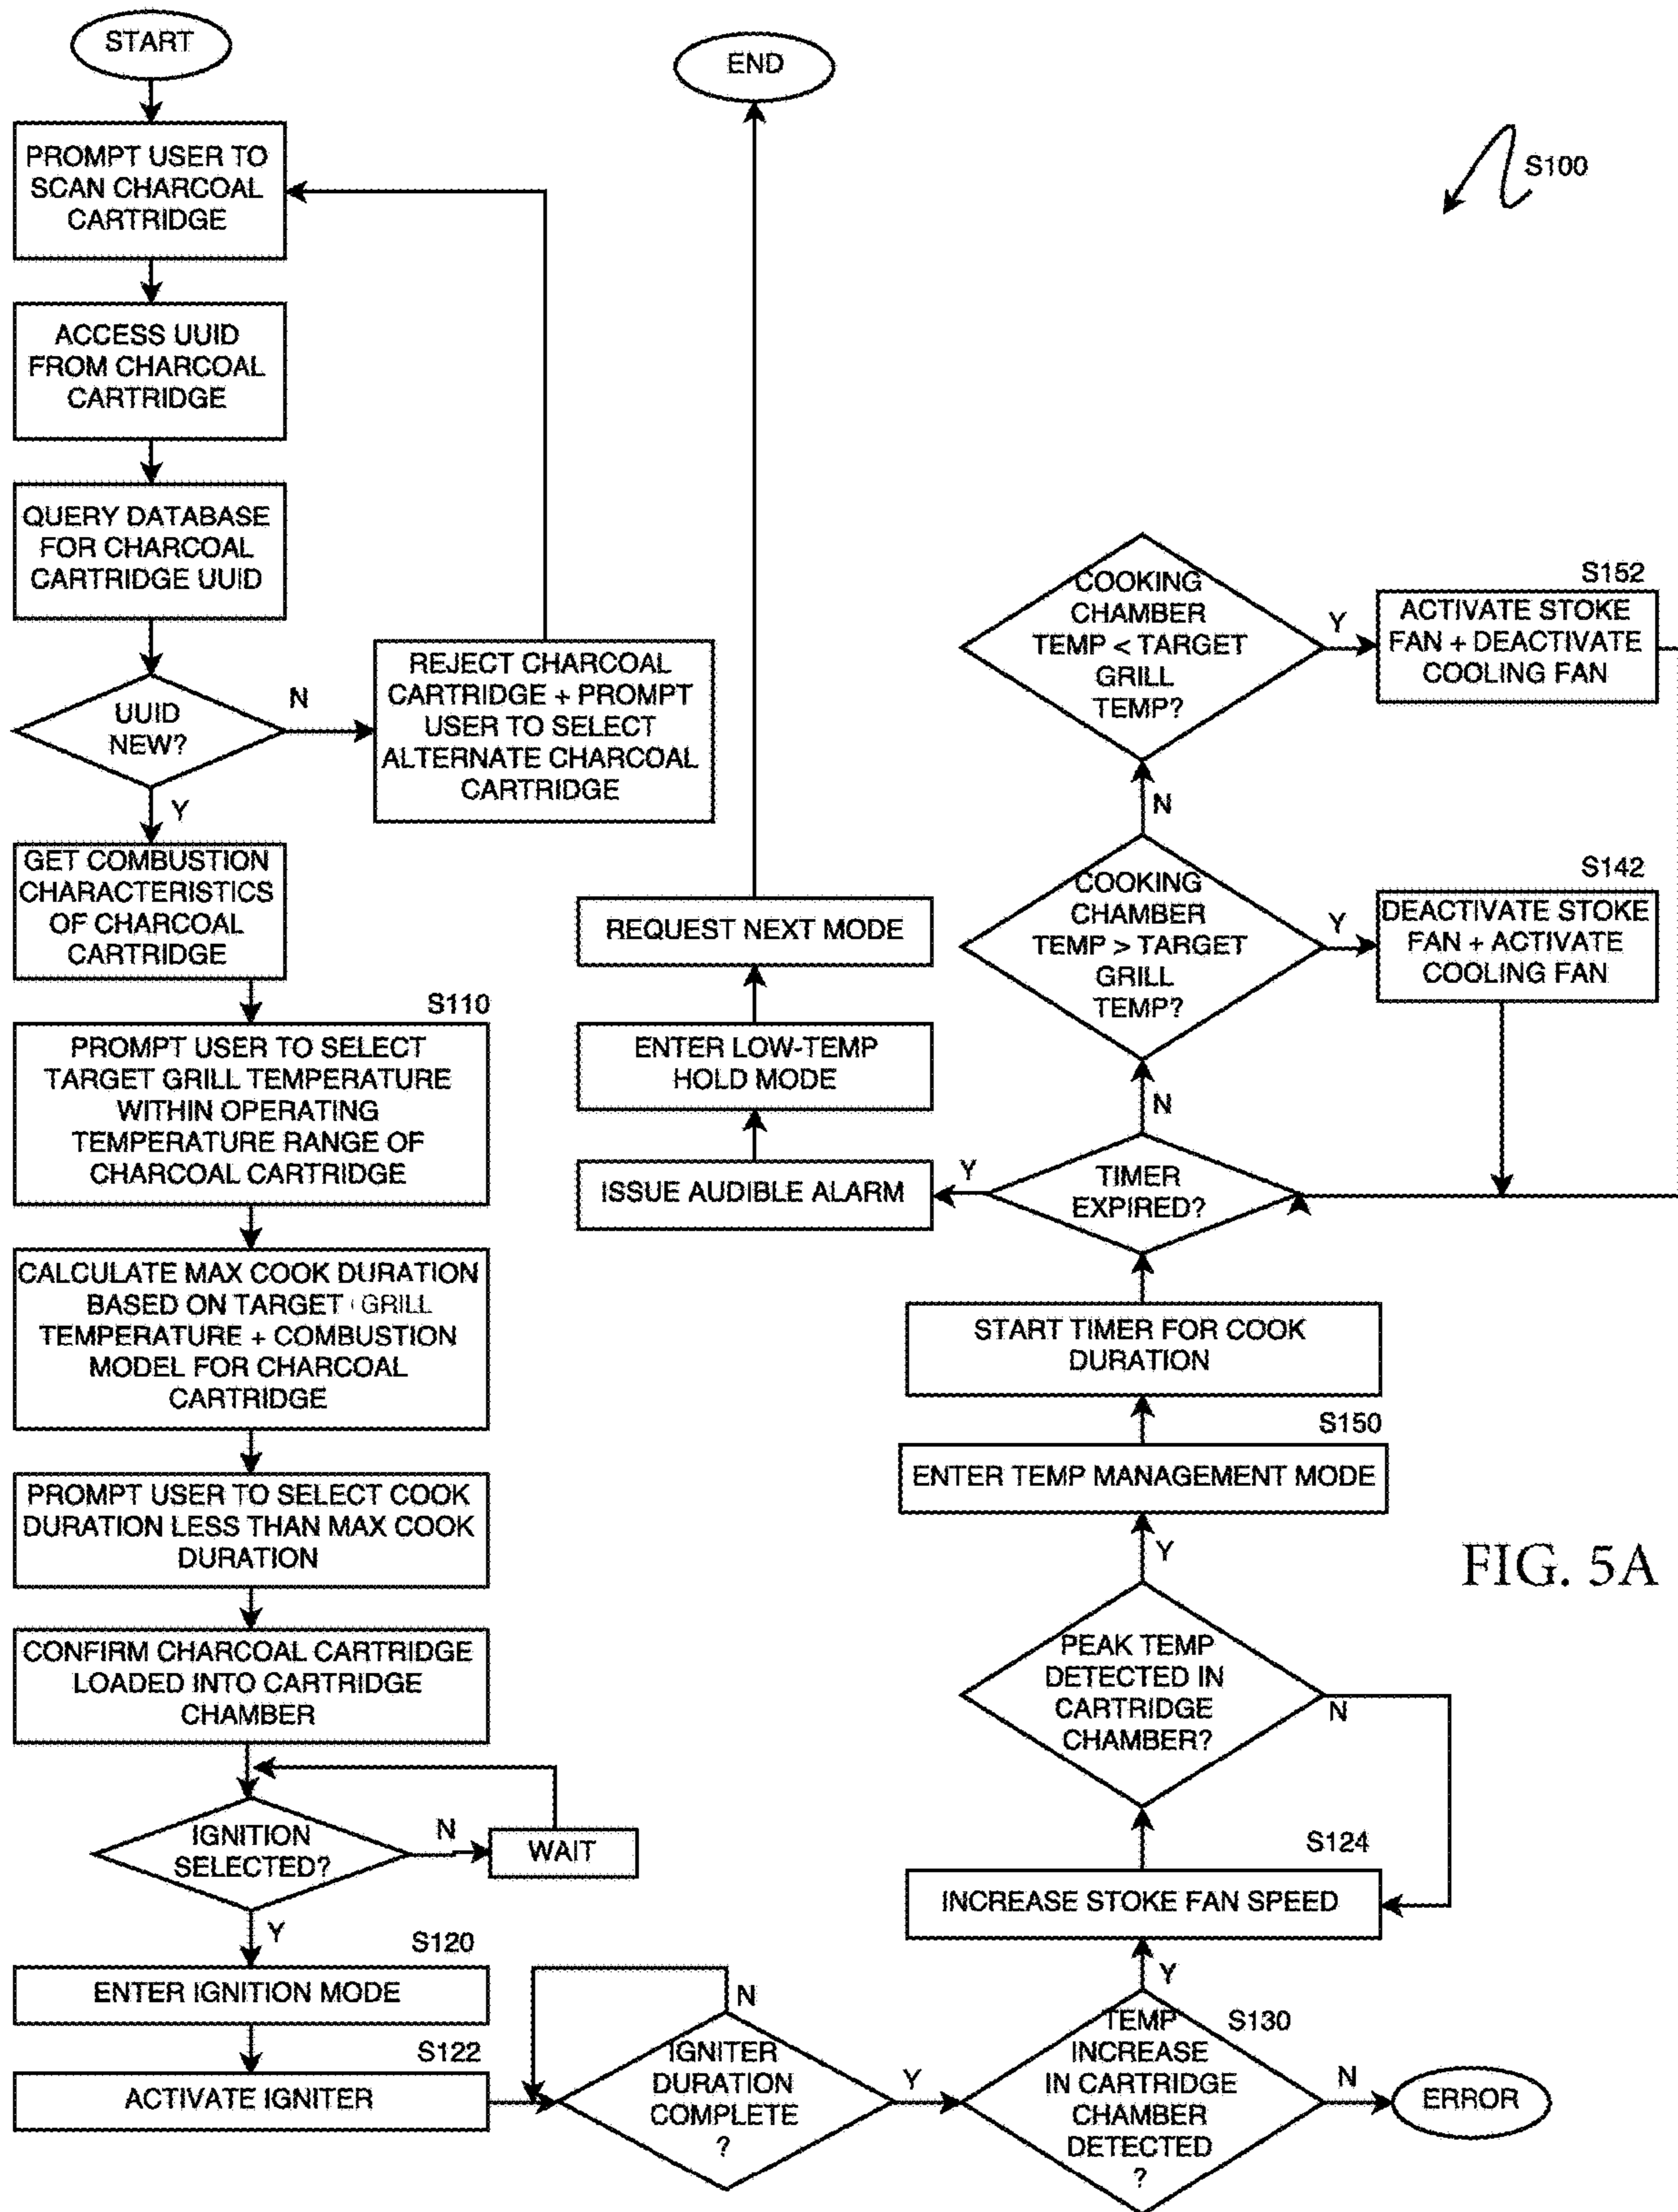 START
PROMPT USER TO
SCAN CHARCOAL
CARTRIDGE
ACCESS UUID
FROM CHARCOAL
CARTRIDGE
QUERY DATABASE
FOR CHARCOAL
CARTRIDGE UUID
UUID
NEW?
N
REJECT CHARCOAL
CARTRIDGE + PROMPT
USER TO SELECT
ALTERNATE CHARCOAL
CARTRIDGE
Y
GET COMBUSTION
CHARACTERISTICS
OF CHARCOAL
CARTRIDGE
S110
PROMPT USER TO SELECT
TARGET GRILL TEMPERATURE
WITHIN OPERATING
TEMPERATURE RANGE OF
CHARCOAL CARTRIDGE
CALCULATE MAX COOK DURATION
BASED ON TARGET GRILL
TEMPERATURE + COMBUSTION
MODEL FOR CHARCOAL
CARTRIDGE
PROMPT USER TO SELECT COOK
DURATION LESS THAN MAX COOK
DURATION
CONFIRM CHARCOAL CARTRIDGE
LOADED INTO CARTRIDGE
CHAMBER
IGNITION
SELECTED?
N
WAIT
Y
S120
ENTER IGNITION MODE
S122
ACTIVATE IGNITER
N
IGNITER
DURATION
COMPLETE
?
Y
TEMP
INCREASE
IN CARTRIDGE
CHAMBER
DETECTED
?
S130
N
ERROR
Y
S124
INCREASE STOKE FAN SPEED
PEAK TEMP
DETECTED IN
CARTRIDGE
CHAMBER?
N
Y
S150
ENTER TEMP MANAGEMENT MODE
START TIMER FOR COOK
DURATION
TIMER
EXPIRED?
Y
ISSUE AUDIBLE ALARM
ENTER LOW-TEMP
HOLD MODE
REQUEST NEXT MODE
END
N
COOKING
CHAMBER
TEMP > TARGET
GRILL
TEMP?
Y
S142
DEACTIVATE STOKE
FAN + ACTIVATE
COOLING FAN
N
COOKING
CHAMBER
TEMP < TARGET
GRILL
TEMP?
Y
S152
ACTIVATE STOKE
FAN + DEACTIVATE
COOLING FAN
S100
FIG. 5A